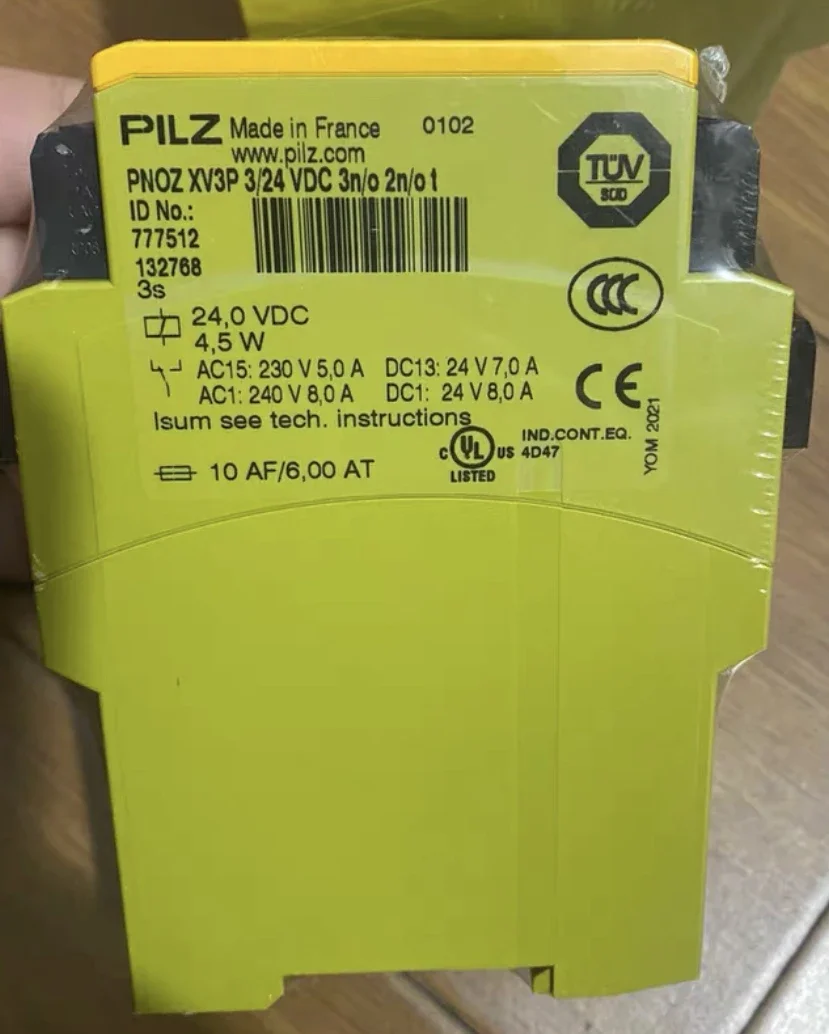 PILZ Made in France 0102
www.pilz.com
PNOZ XV3P 3/24 VDC 3n/o 2n/o t
ID No.:
777512
132768
3s
24,0 VDC
4,5 W
AC15: 230 V 5,0 A DC13: 24 V 7,0 A
AC1: 240 V 8,0 A DC1: 24 V 8,0 A
Isum see tech. instructions
10 AF/6,00 AT
TÜV
SÜD
CCC
CE
YOM 2021
C UL US
LISTED
IND.CONT.EQ.
4D47